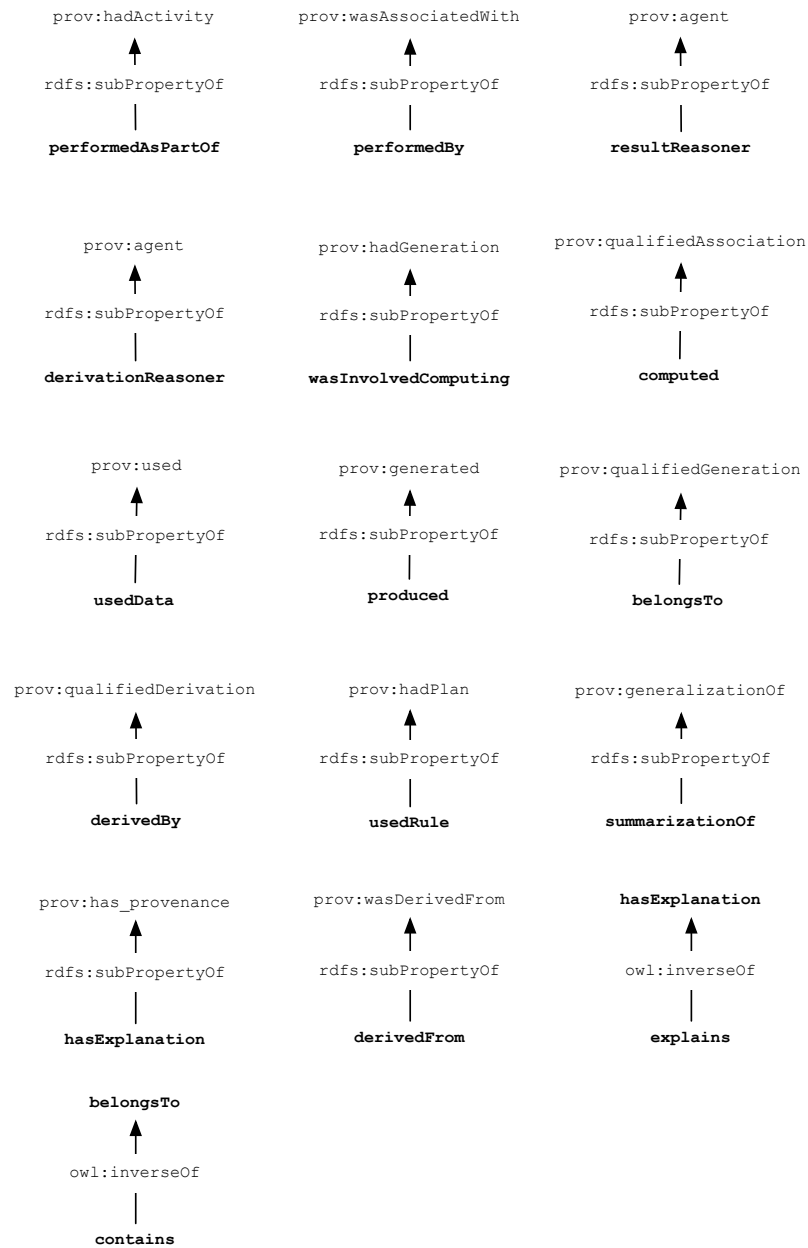 prov:hadActivity
rdfs:subPropertyOf
performedAsPartOf
prov:wasAssociatedWith
rdfs:subPropertyOf
performedBy
prov:agent
rdfs:subPropertyOf
resultReasoner
prov:agent
rdfs:subPropertyOf
derivationReasoner
prov:hadGeneration
rdfs:subPropertyOf
wasInvolvedComputing
prov:qualifiedAssociation
rdfs:subPropertyOf
computed
prov:used
rdfs:subPropertyOf
usedData
prov:generated
rdfs:subPropertyOf
produced
prov:qualifiedGeneration
rdfs:subPropertyOf
belongsTo
prov:qualifiedDerivation
rdfs:subPropertyOf
derivedBy
prov:hadPlan
rdfs:subPropertyOf
usedRule
prov:generalizationOf
rdfs:subPropertyOf
summarizationOf
prov:has_provenance
rdfs:subPropertyOf
hasExplanation
prov:wasDerivedFrom
rdfs:subPropertyOf
derivedFrom
hasExplanation
owl:inverseOf
explains
belongsTo
owl:inverseOf
contains